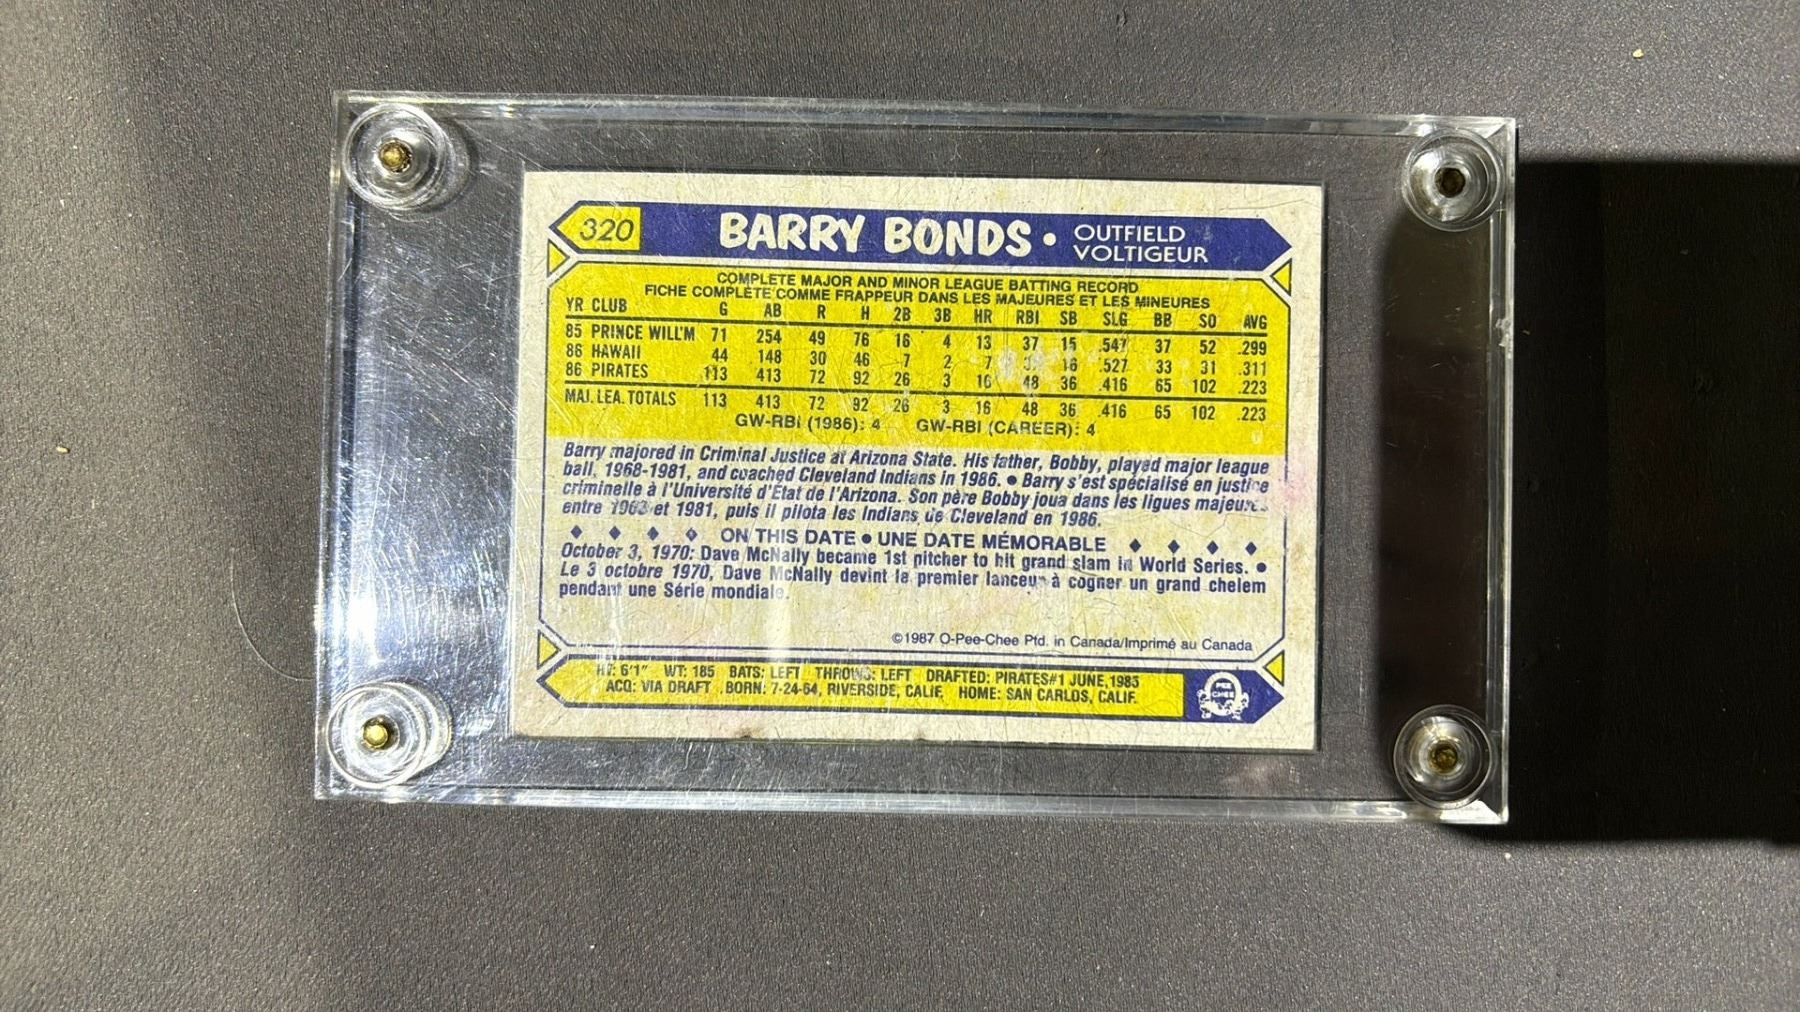 320 BARRY BONDS • OUTFIELD
VOLTIGEUR
COMPLETE MAJOR AND MINOR LEAGUE BATTING RECORD
FICHE COMPLÈTE COMME FRAPPEUR DANS LES MAJEURES ET LES MINEURES
YR CLUB G AB R H 2B 3B HR RBI SB SLG BB SO AVG
85 PRINCE WILL'M 71 254 49 76 16 4 13 37 15 .547 37 52 .299
86 HAWAII 44 148 30 46 7 2 7 16 .527 33 31 .311
86 PIRATES 113 413 72 92 26 3 16 48 36 .416 65 102 .223
MAJ. LEA. TOTALS 113 413 72 92 26 3 16 48 36 .416 65 102 .223
GW-RBI (1986): 4 GW-RBI (CAREER): 4
Barry majored in Criminal Justice at Arizona State. His father, Bobby, played major league
ball, 1968-1981, and coached Cleveland Indians in 1986. • Barry s'est spécialisé en justice
criminelle à l'Université d'État de l'Arizona. Son père Bobby joua dans les ligues majeures
entre 1968 et 1981, puis il pilota les Indians de Cleveland en 1986.
♦ ♦ ♦ ♦ ON THIS DATE • UNE DATE MÉMORABLE ♦ ♦ ♦ ♦
October 3, 1970: Dave McNally became 1st pitcher to hit grand slam in World Series. •
Le 3 octobre 1970, Dave McNally devint le premier lanceur à cogner un grand chelem
pendant une Série mondiale.
©1987 O-Pee-Chee Ptd. in Canada/Imprimé au Canada
HT: 6'1" WT: 185 BATS: LEFT THROWS: LEFT DRAFTED: PIRATES#1 JUNE,1985
ACQ: VIA DRAFT BORN: 7-24-64, RIVERSIDE, CALIF. HOME: SAN CARLOS, CALIF.
PEE
CHEE